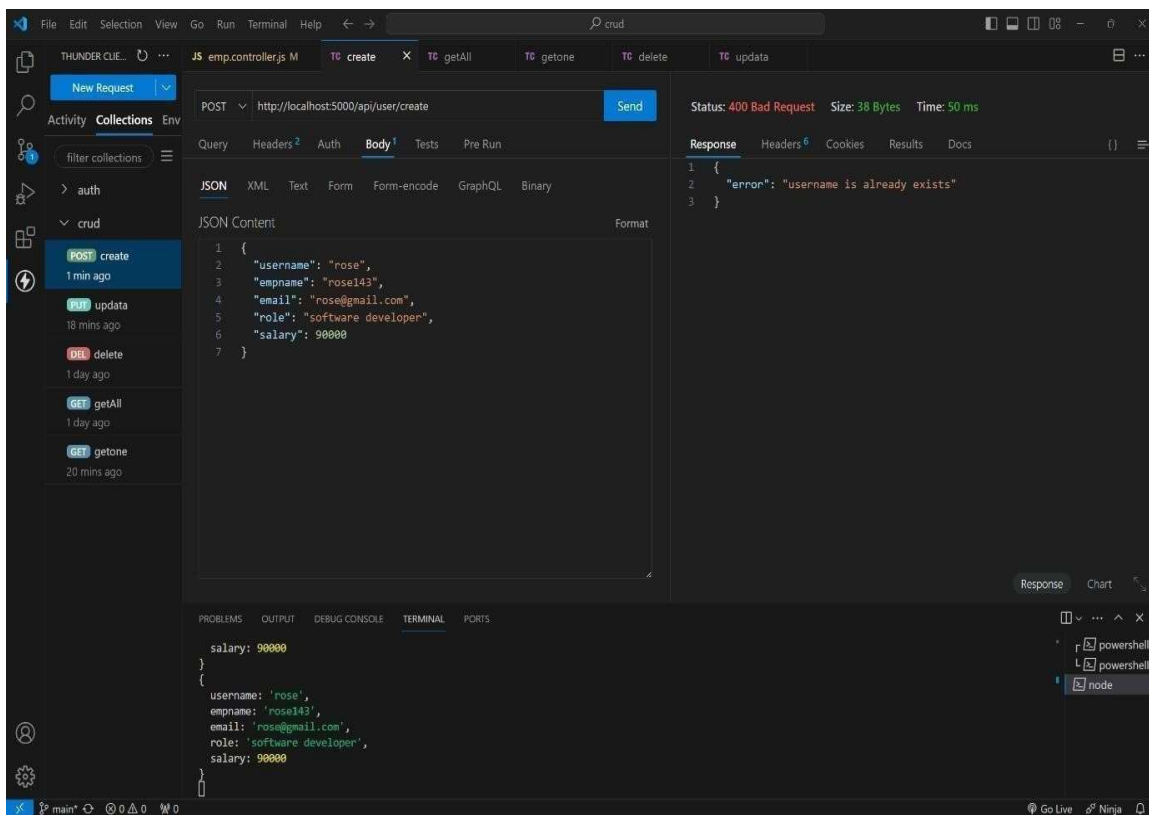 File Edit Selection View Go Run Terminal Help crud
THUNDER CLIE...
New Request
Activity Collections Env
filter collections
auth
crud
POST create
1 min ago
PUT updata
18 mins ago
DEL delete
1 day ago
GET getAll
1 day ago
GET getone
20 mins ago
JS emp.controller.js M TC create TC getAll TC getone TC delete TC updata
POST http://localhost:5000/api/user/create Send
Query Headers 2 Auth Body 1 Tests Pre Run
JSON XML Text Form Form-encode GraphQL Binary
JSON Content Format
1 {
2 "username": "rose",
3 "empname": "rose143",
4 "email": "rose@gmail.com",
5 "role": "software developer",
6 "salary": 90000
7 }
Status: 400 Bad Request Size: 38 Bytes Time: 50 ms
Response Headers 6 Cookies Results Docs {}
1 {
2 "error": "username is already exists"
3 }
Response Chart
PROBLEMS OUTPUT DEBUG CONSOLE TERMINAL PORTS
salary: 90000
}
{
username: 'rose',
empname: 'rose143',
email: 'rose@gmail.com',
role: 'software developer',
salary: 90000
}
powershell
powershell
node
main* 0 0 0 Go Live Ninja